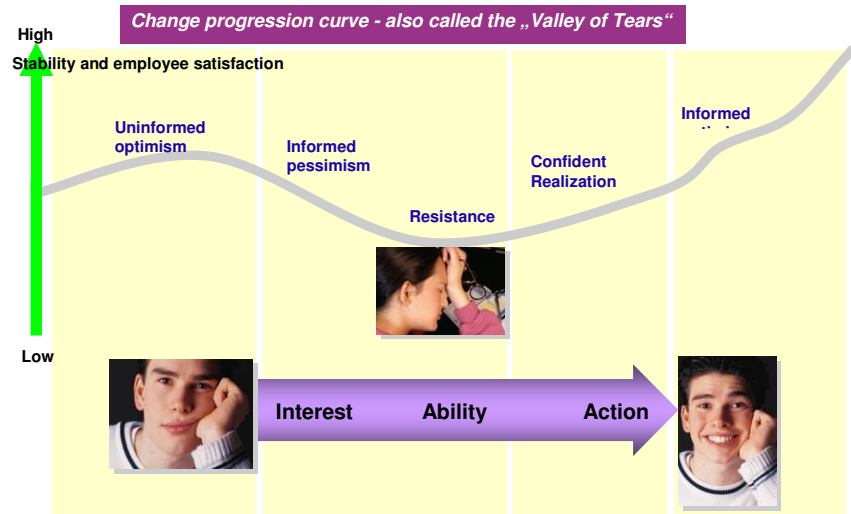 Change progression curve - also called the „Valley of Tears“
High
Stability and employee satisfaction
Uninformed
optimism
Informed
pessimism
Resistance
Confident
Realization
Informed
Low
Interest Ability Action